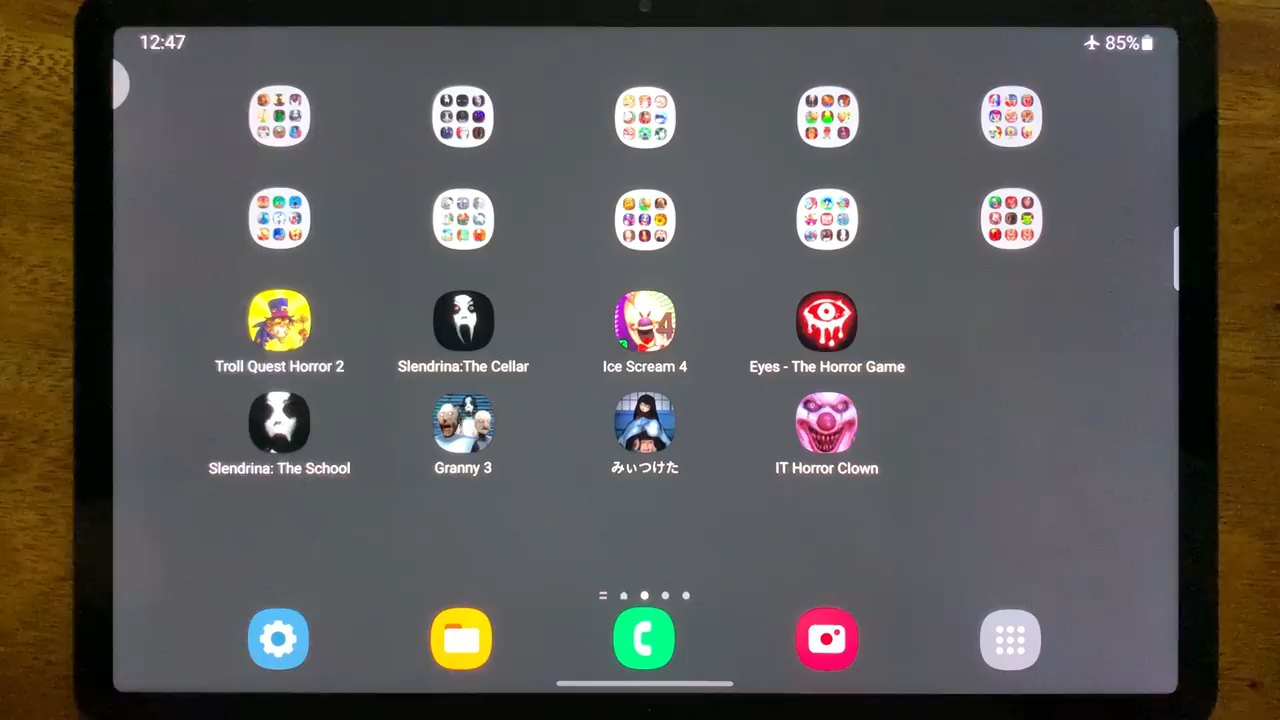 12:47
85%
Troll Quest Horror 2
Slendrina:The Cellar
Ice Scream 4
Eyes - The Horror Game
Slendrina: The School
Granny 3
みぃつけた
IT Horror Clown